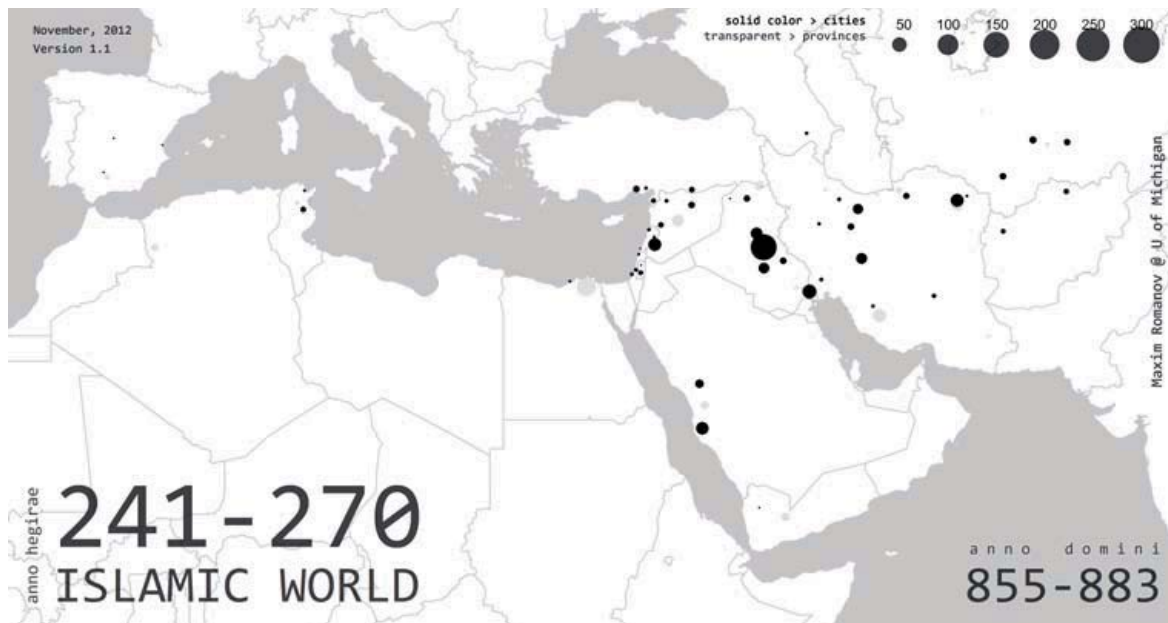 November, 2012
Version 1.1
solid color > cities
transparent > provinces
50 100 150 200 250 300
Maxim Romanov @ U of Michigan
anno hegirae
241-270
ISLAMIC WORLD
anno domini
855-883